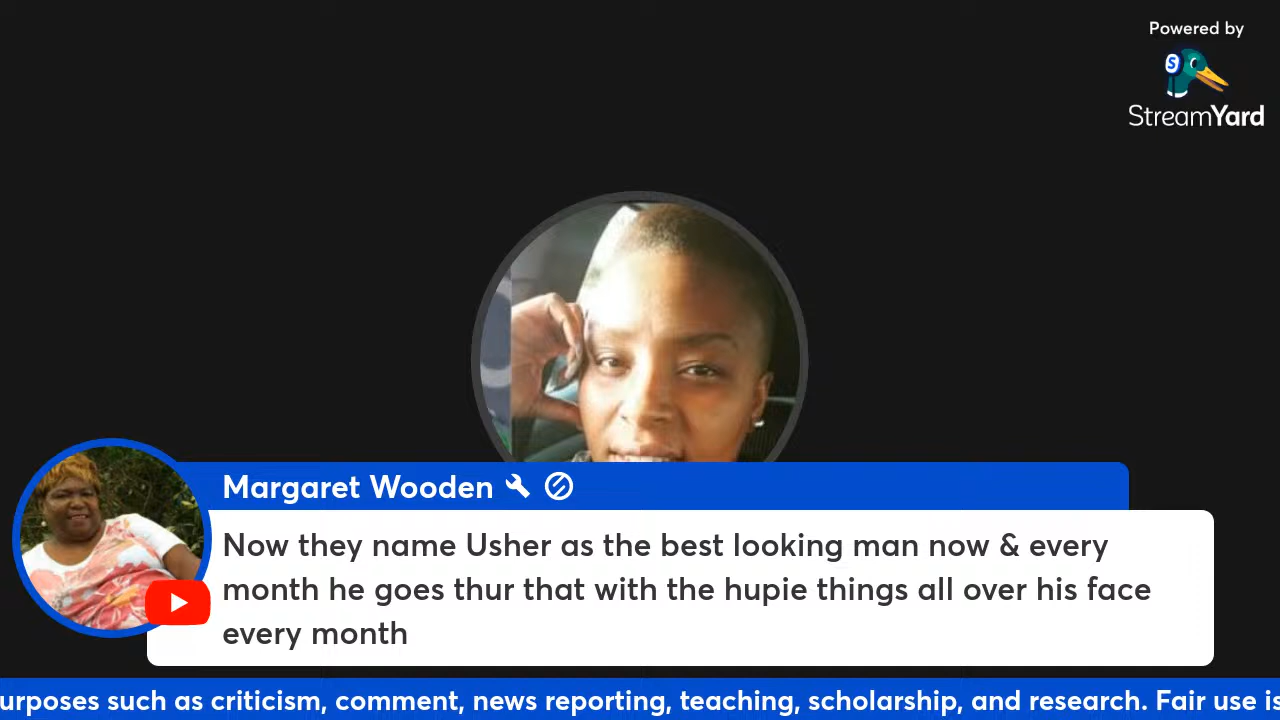 Powered by
StreamYard
Margaret Wooden
Now they name Usher as the best looking man now & every
month he goes thur that with the hupie things all over his face
every month
urposes such as criticism, comment, news reporting, teaching, scholarship, and research. Fair use is